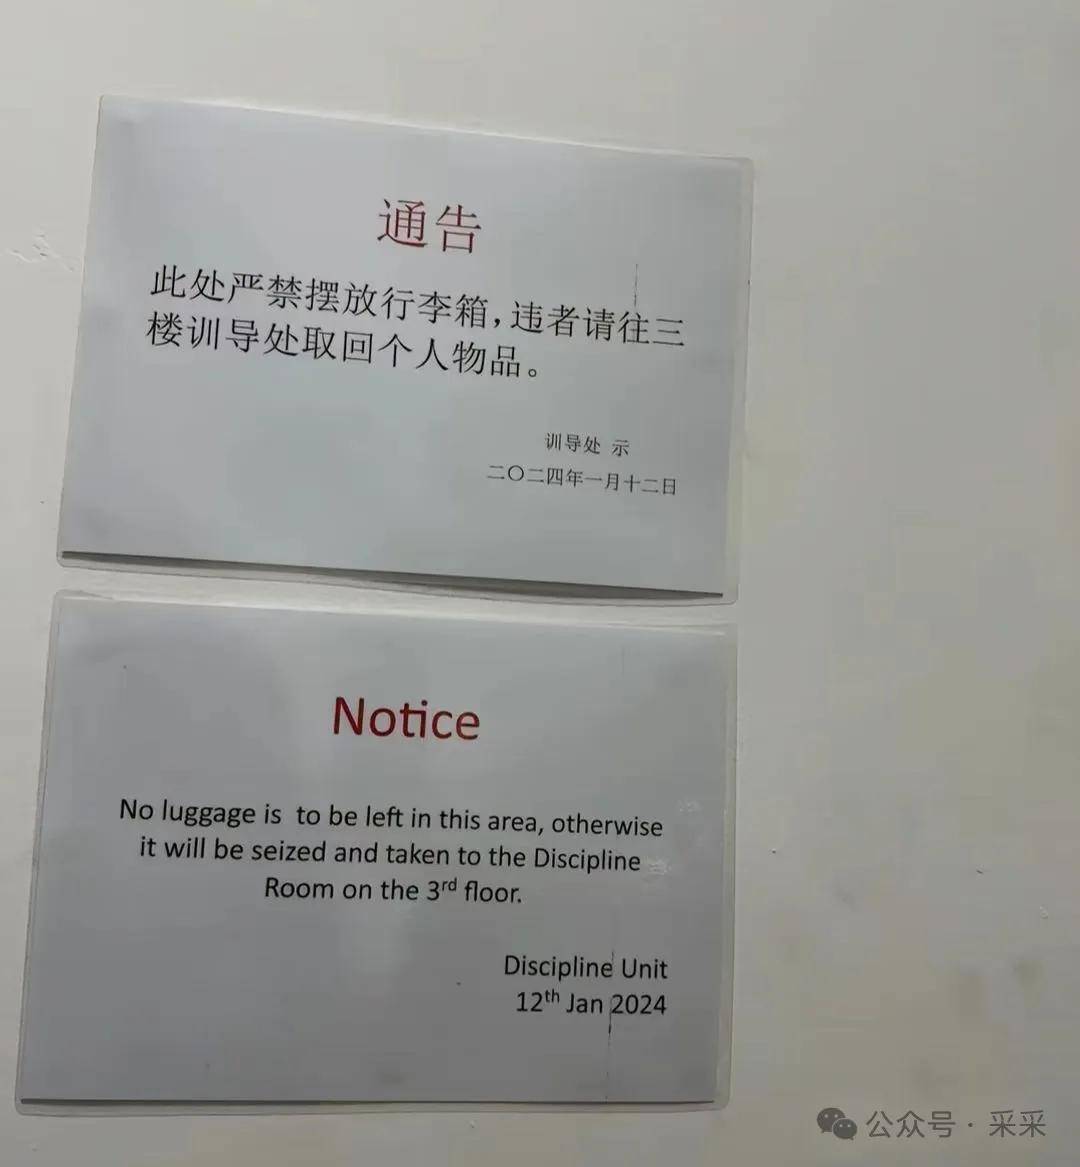 通告
此处严禁摆放行李箱，违者请往三
楼训导处取回个人物品。
训导处 示
二〇二四年一月十二日
Notice
No luggage is to be left in this area, otherwise
it will be seized and taken to the Discipline
Room on the 3rd floor.
Discipline Unit
12th Jan 2024
公众号·采采